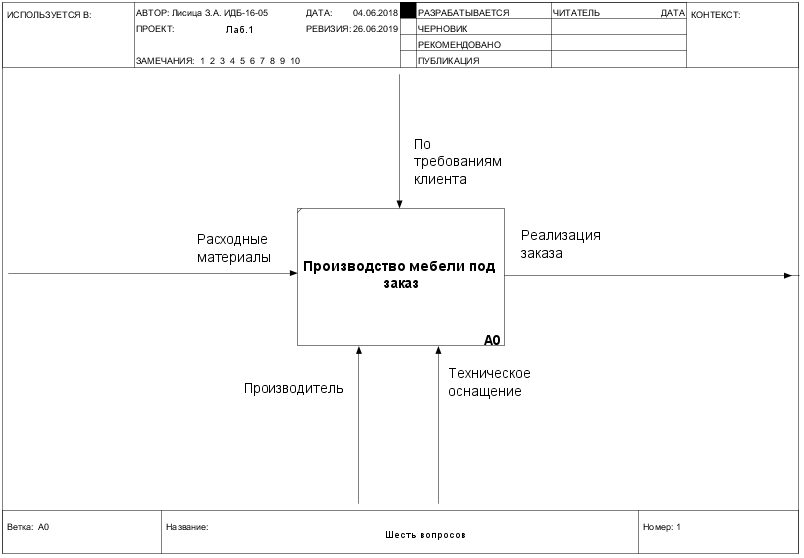 ИСПОЛЬЗУЕТСЯ В:
АВТОР: Лисица З.А. ИДБ-16-05
ДАТА: 04.06.2018
ПРОЕКТ: Лаб.1
РЕВИЗИЯ: 26.06.2019
ЗАМЕЧАНИЯ: 1 2 3 4 5 6 7 8 9 10
РАЗРАБАТЫВАЕТСЯ
ЧЕРНОВИК
РЕКОМЕНДОВАНО
ПУБЛИКАЦИЯ
ЧИТАТЕЛЬ ДАТА
КОНТЕКСТ:
По
требованиям
клиента
Расходные
материалы
Производство мебели под
заказ
A0
Реализация
заказа
Производитель
Техническое
оснащение
Ветка: A0
Название:
Шесть вопросов
Номер: 1